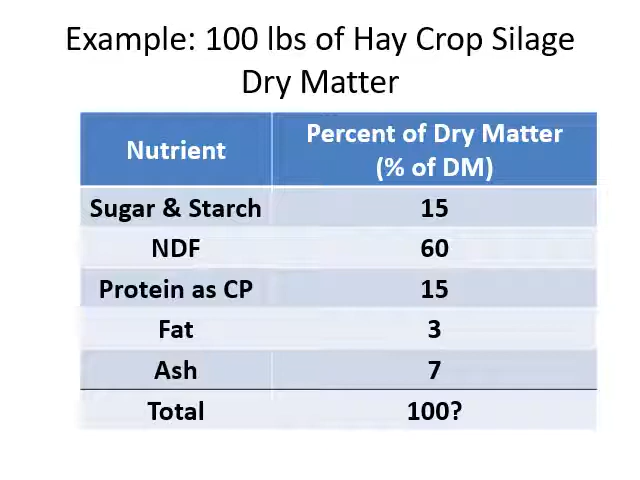 Example: 100 lbs of Hay Crop Silage
Dry Matter
Nutrient Percent of Dry Matter
(% of DM)
Sugar & Starch 15
NDF 60
Protein as CP 15
Fat 3
Ash 7
Total 100?